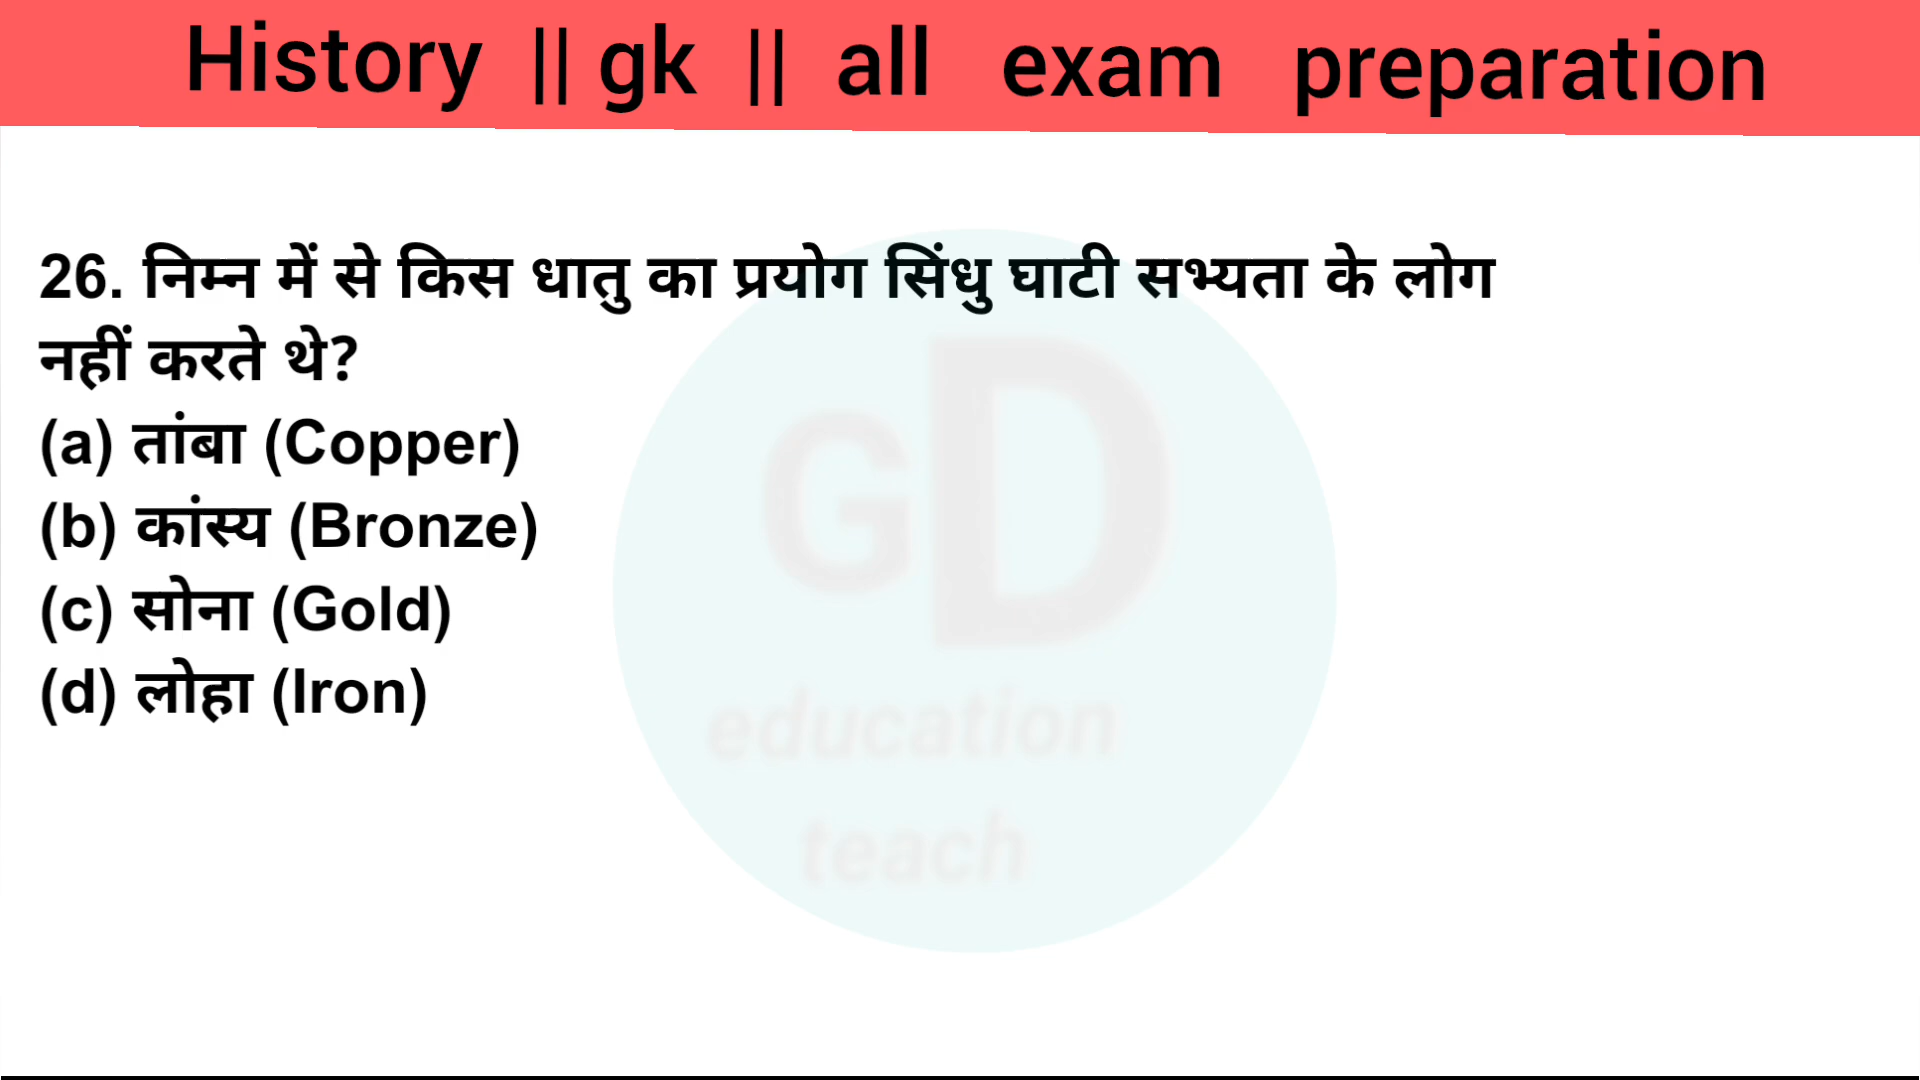 History || gk || all exam preparation
26. निम्न में से किस धातु का प्रयोग सिंधु घाटी सभ्यता के लोग
नहीं करते थे?
(a) तांबा (Copper)
(b) कांस्य (Bronze)
(c) सोना (Gold)
(d) लोहा (Iron)
GD
education
teach